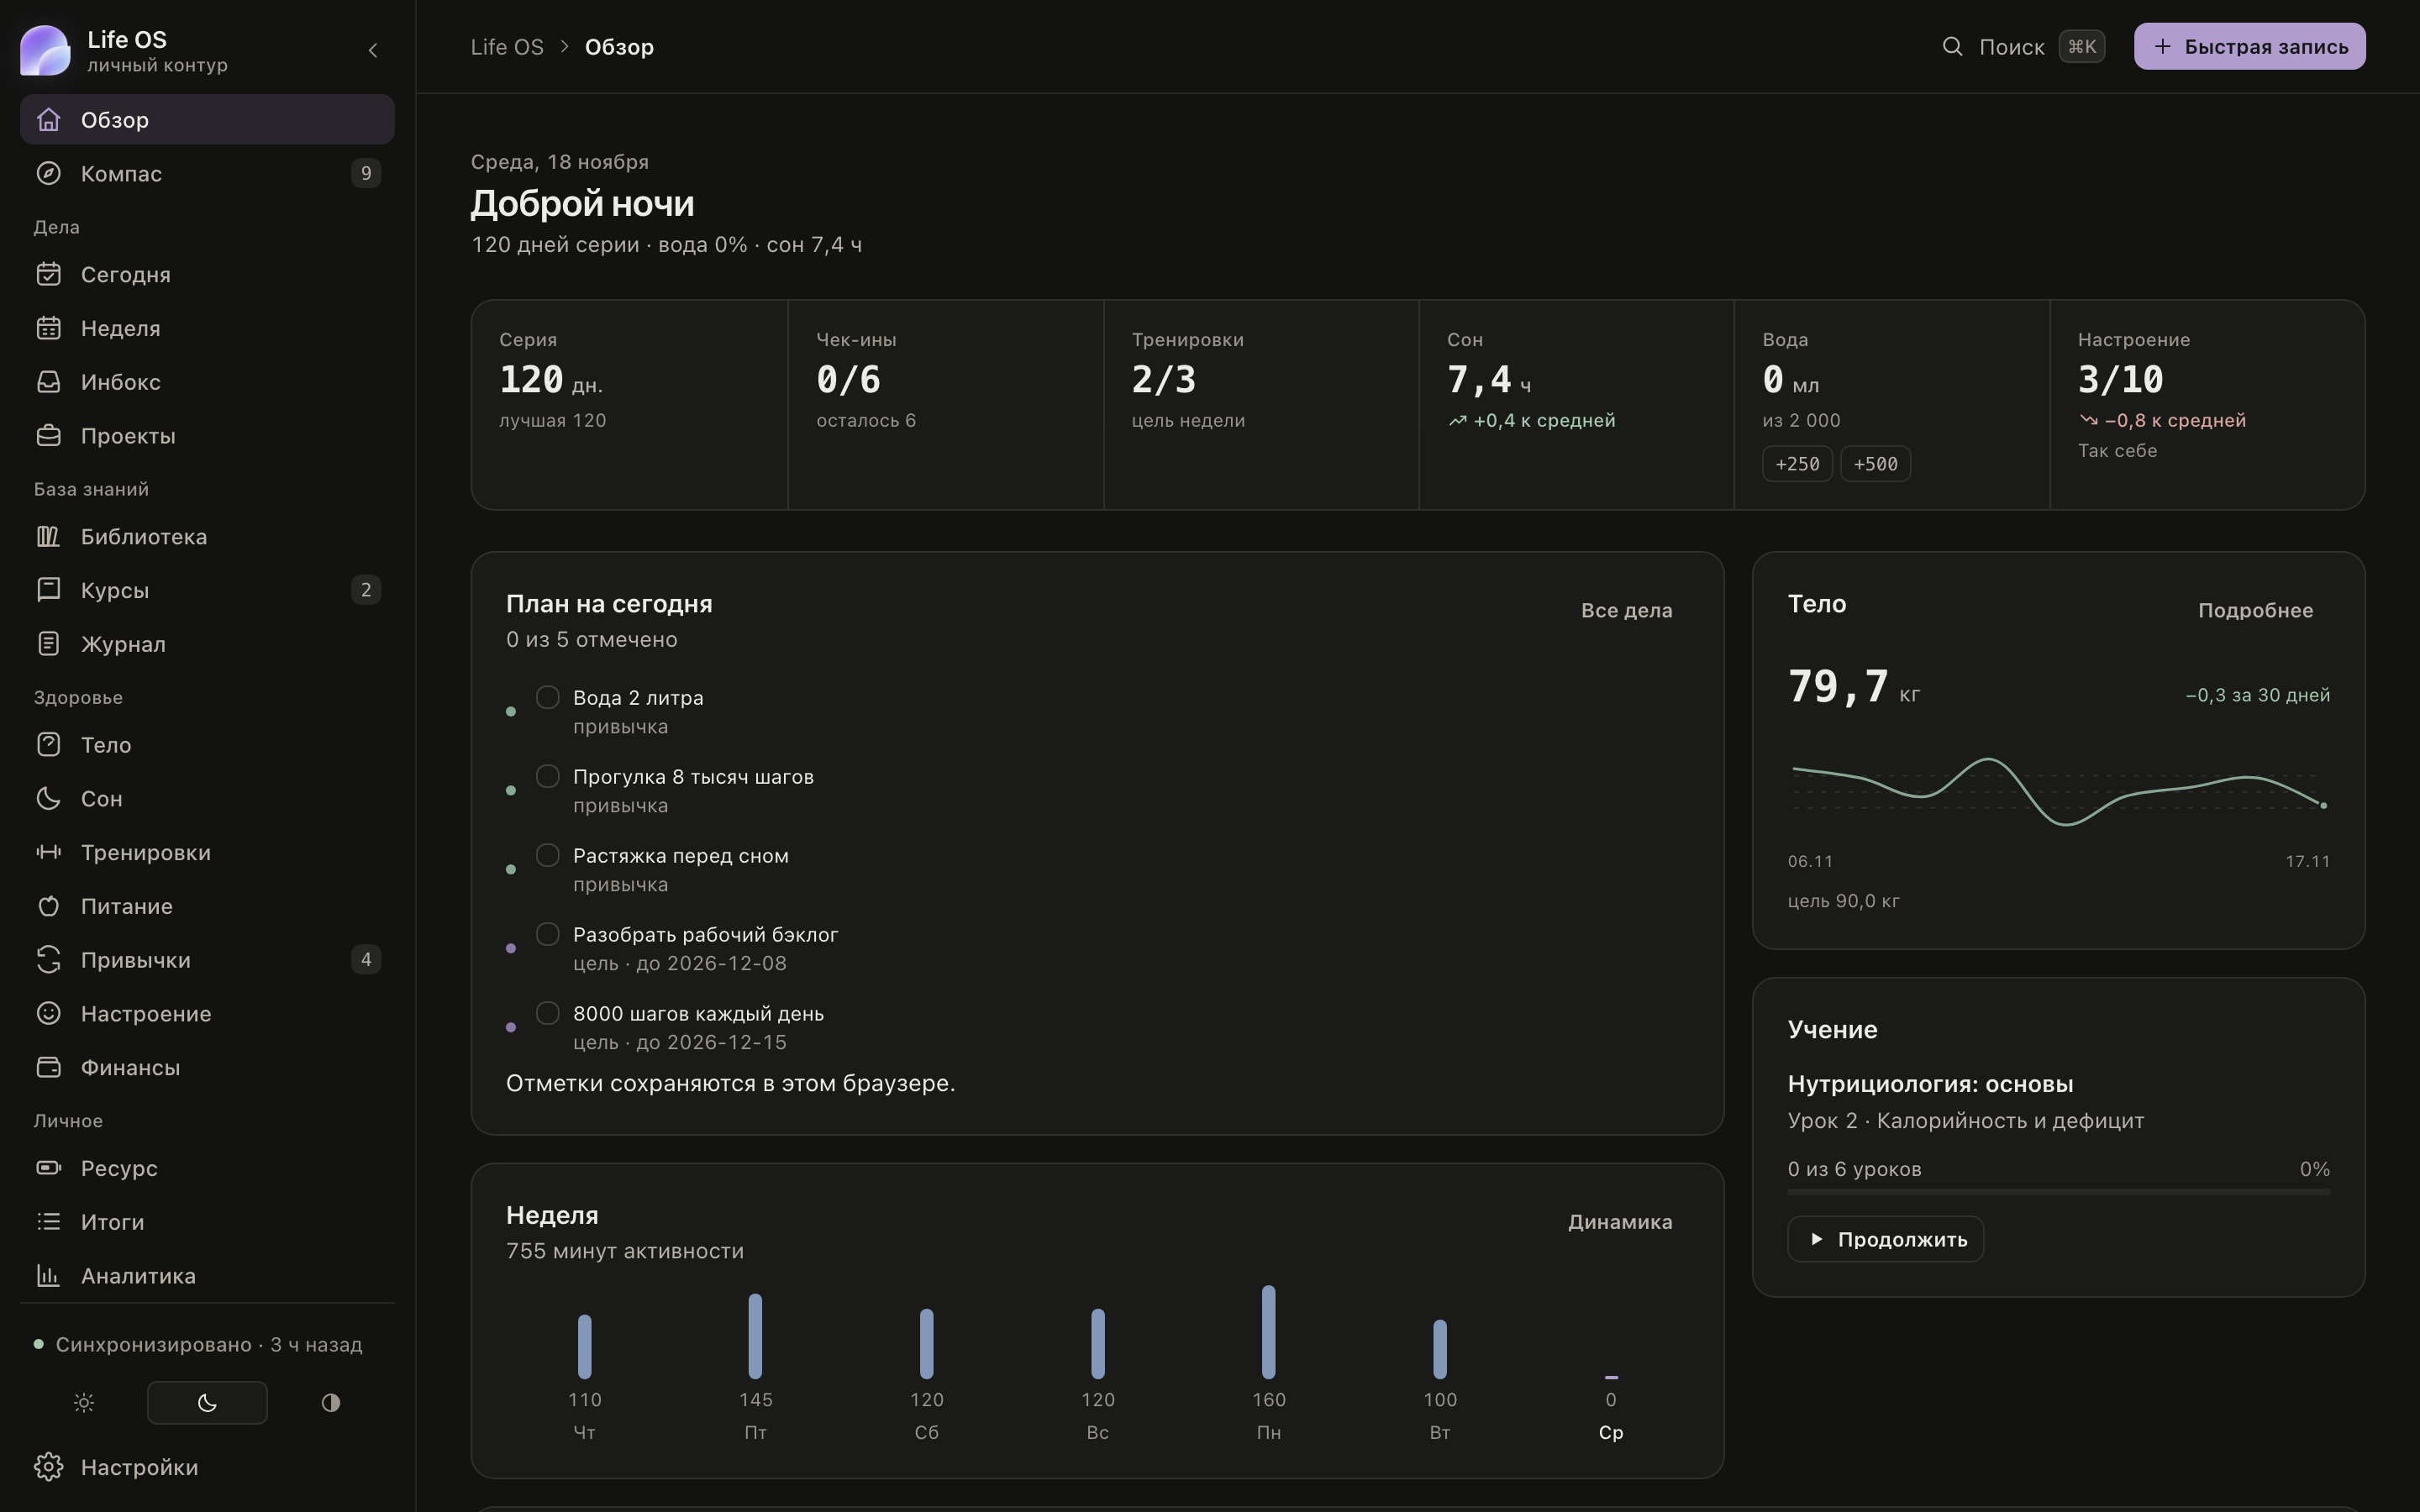 Life OS
личный контур
Обзор
Компас 9
Дела
Сегодня
Неделя
Инбокс
Проекты
База знаний
Библиотека
Курсы 2
Журнал
Здоровье
Тело
Сон
Тренировки
Питание
Привычки 4
Настроение
Финансы
Личное
Ресурс
Итоги
Аналитика
Синхронизировано · 3 ч назад
Настройки
Life OS > Обзор
Поиск ⌘K
+ Быстрая запись
Среда, 18 ноября
Доброй ночи
120 дней серии · вода 0% · сон 7,4 ч
Серия
120 дн.
лучшая 120
Чек-ины
0/6
осталось 6
Тренировки
2/3
цель недели
Сон
7,4 ч
+0,4 к средней
Вода
0 мл
из 2 000
+250 +500
Настроение
3/10
−0,8 к средней
Так себе
План на сегодня
0 из 5 отмечено
Все дела
Вода 2 литра
привычка
Прогулка 8 тысяч шагов
привычка
Растяжка перед сном
привычка
Разобрать рабочий бэклог
цель · до 2026-12-08
8000 шагов каждый день
цель · до 2026-12-15
Отметки сохраняются в этом браузере.
Тело
Подробнее
79,7 кг
−0,3 за 30 дней
06.11 17.11
цель 90,0 кг
Учение
Нутрициология: основы
Урок 2 · Калорийность и дефицит
0 из 6 уроков 0%
Продолжить
Неделя
755 минут активности
Динамика
110 145 120 120 160 100 0
Чт Пт Сб Вс Пн Вт Ср